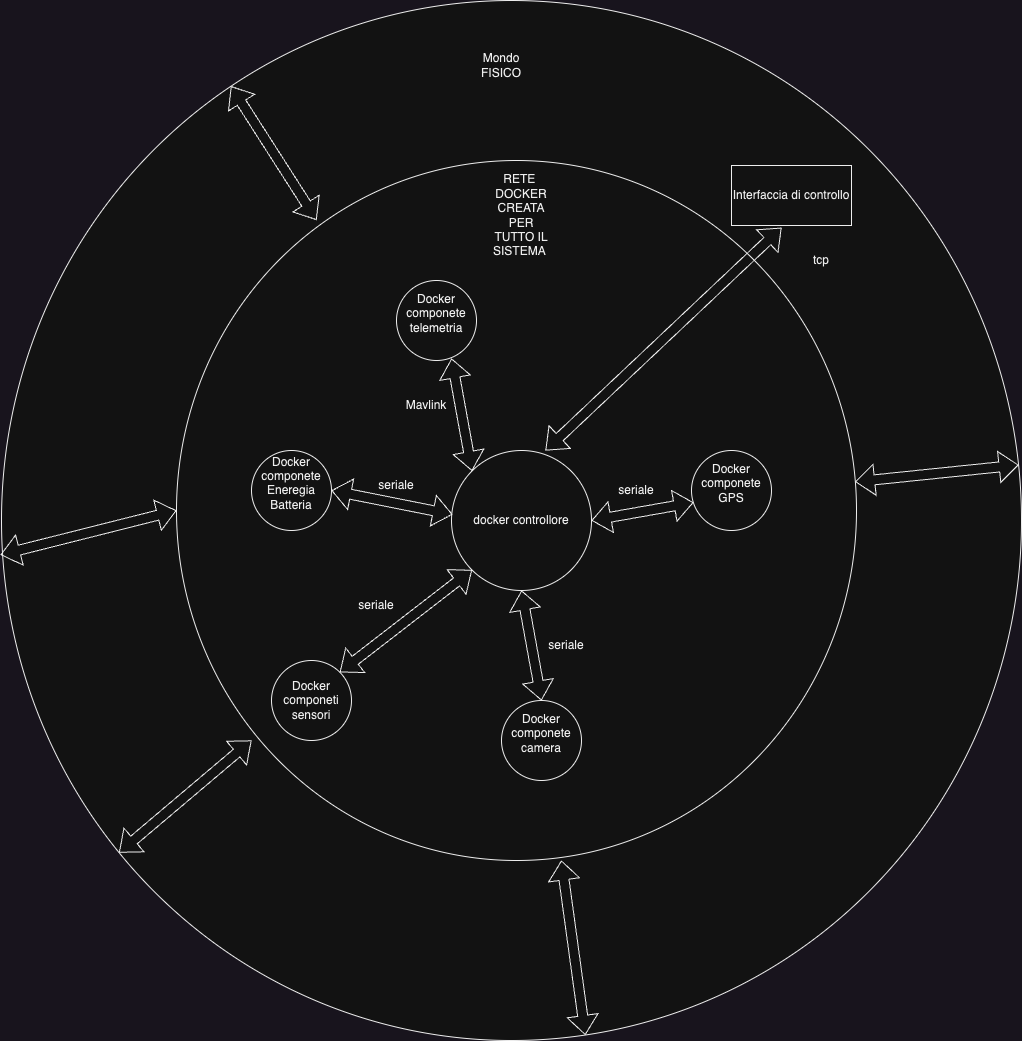 Mondo
FISICO
RETE
DOCKER
CREATA
PER
TUTTO IL
SISTEMA
Interfaccia di controllo
tcp
Docker
componete
telemetria
Mavlink
Docker
componete
Eneregia
Batteria
seriale
docker controllore
seriale
Docker
componete
GPS
seriale
Docker
componeti
sensori
seriale
Docker
componete
camera